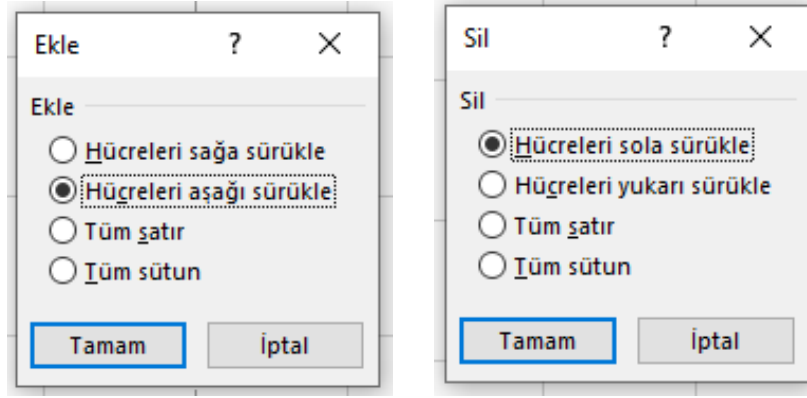 Ekle ? ×
Ekle
Hücreleri sağa sürükle
Hücreleri aşağı sürükle
Tüm satır
Tüm sütun
Tamam İptal
Sil ? ×
Sil
Hücreleri sola sürükle
Hücreleri yukarı sürükle
Tüm satır
Tüm sütun
Tamam İptal